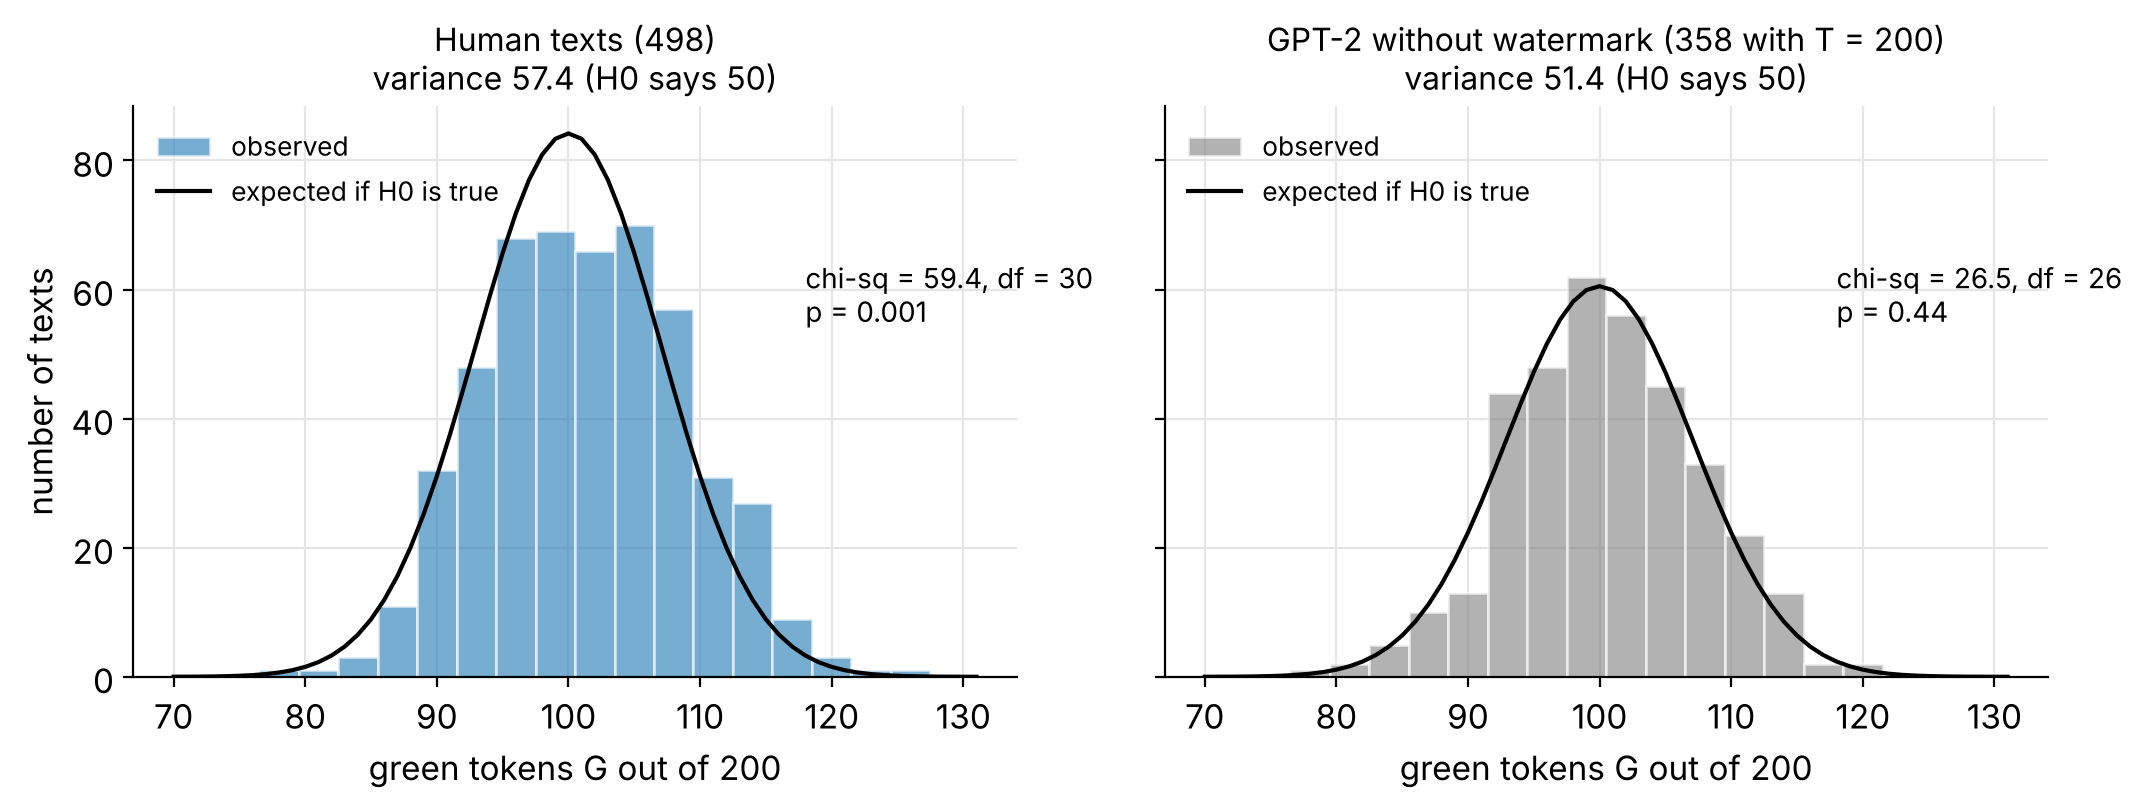 Human texts (498)
variance 57.4 (H0 says 50)
observed
expected if H0 is true
chi-sq = 59.4, df = 30
p = 0.001
number of texts
80
60
40
20
0
70 80 90 100 110 120 130
green tokens G out of 200
GPT-2 without watermark (358 with T = 200)
variance 51.4 (H0 says 50)
observed
expected if H0 is true
chi-sq = 26.5, df = 26
p = 0.44
70 80 90 100 110 120 130
green tokens G out of 200